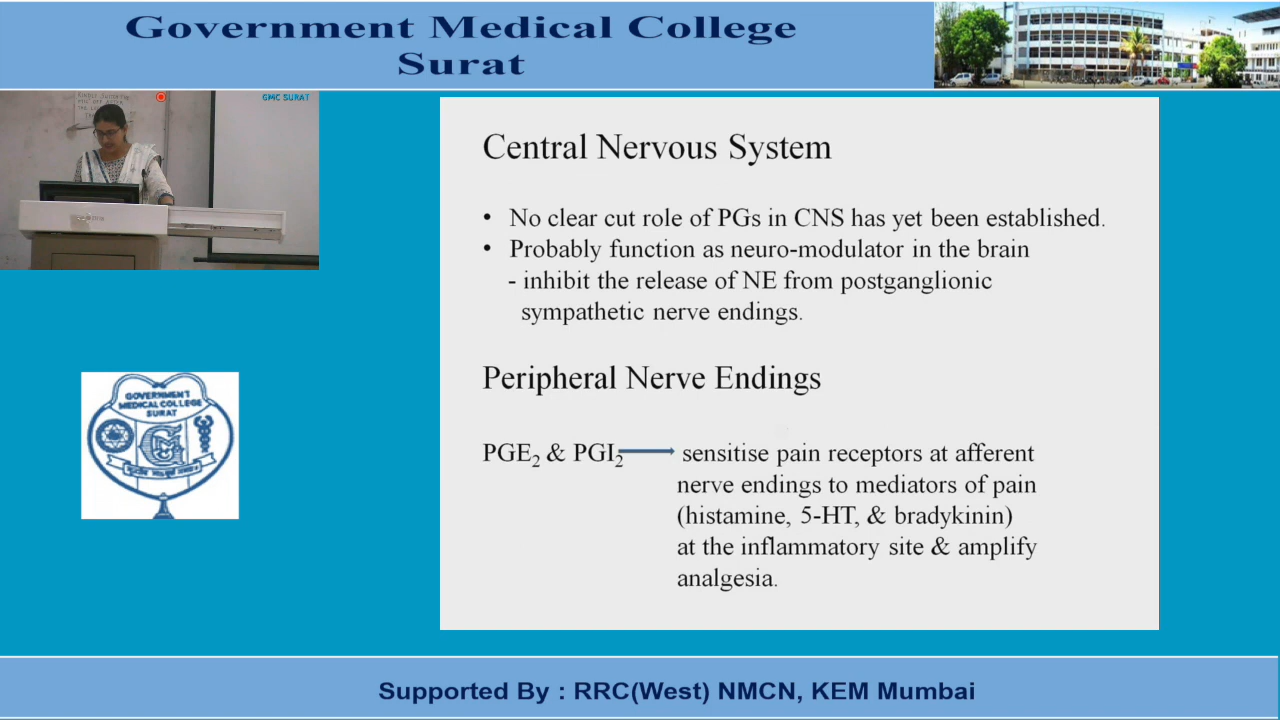 Government Medical College
Surat
GMC SURAT
Central Nervous System
• No clear cut role of PGs in CNS has yet been established.
• Probably function as neuro-modulator in the brain
- inhibit the release of NE from postganglionic
sympathetic nerve endings.
Peripheral Nerve Endings
PGE₂ & PGI₂ → sensitise pain receptors at afferent
nerve endings to mediators of pain
(histamine, 5-HT, & bradykinin)
at the inflammatory site & amplify
analgesia.
GOVERNMENT
MEDICAL COLLEGE
SURAT
Supported By : RRC(West) NMCN, KEM Mumbai